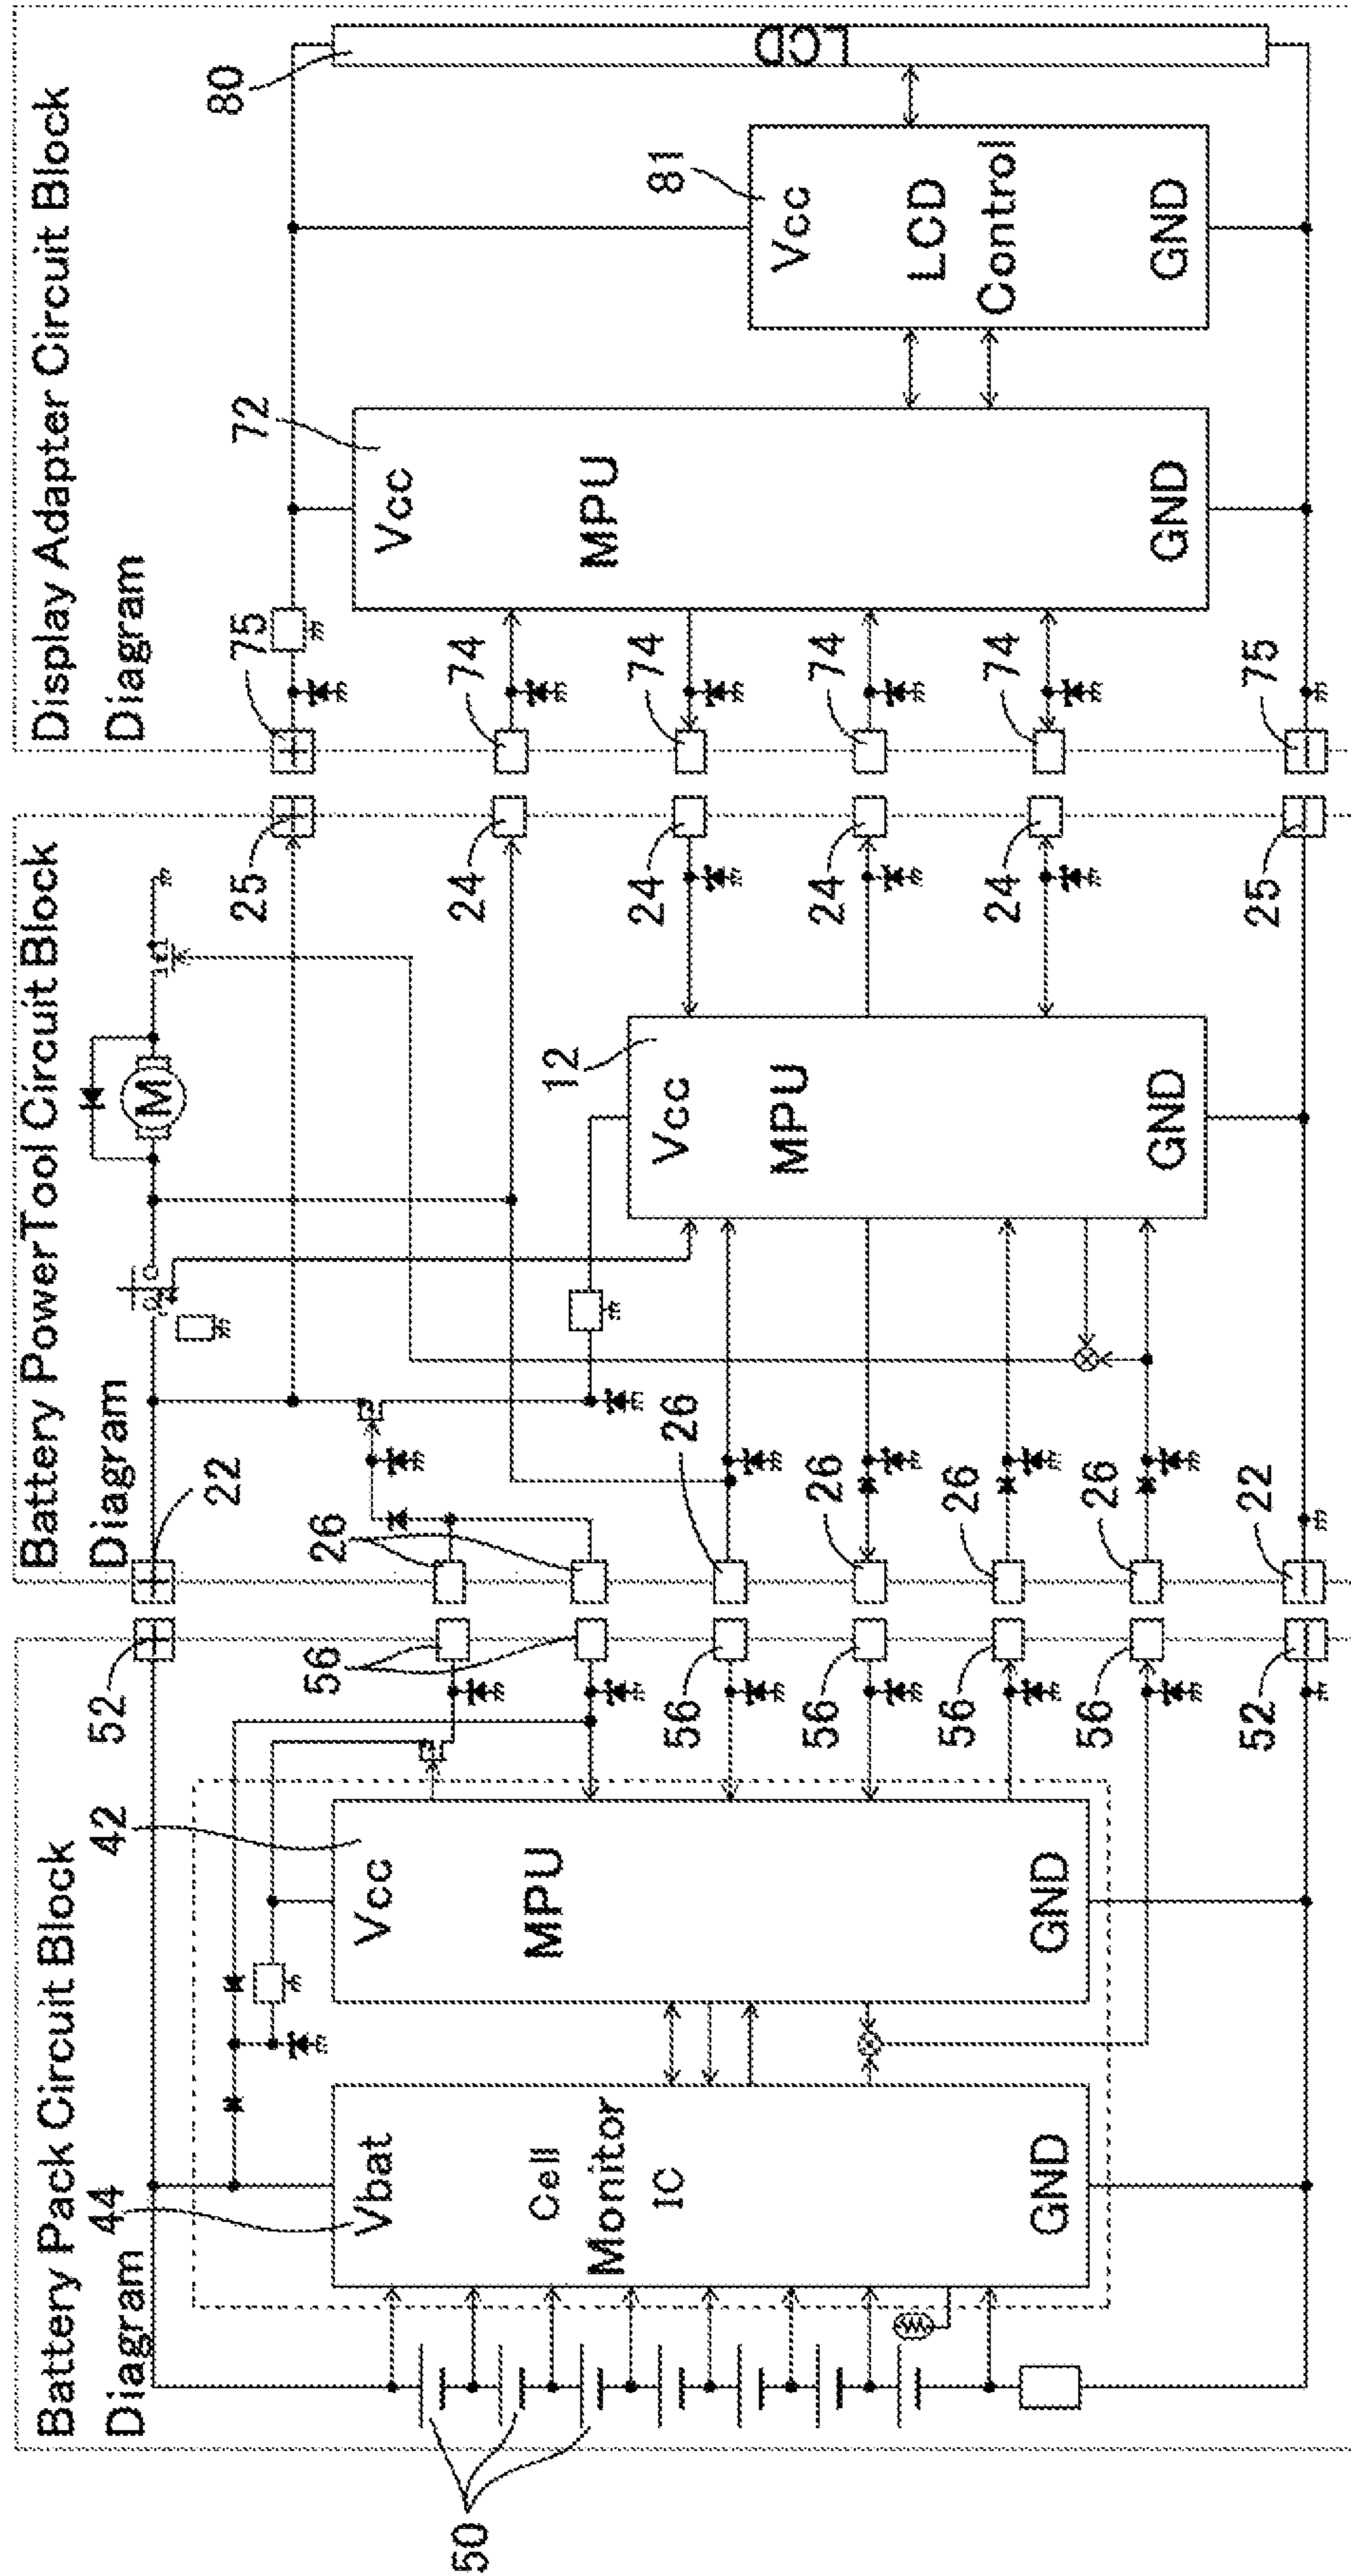 Battery Pack Circuit Block
Diagram
44
42
52
50
Vbat
Cell
Monitor
IC
GND
Vcc
MPU
GND
56
56
56
56
56
52
Battery Power Tool Circuit Block
Diagram
22
26
26
26
26
26
22
M
12
Vcc
MPU
GND
25
24
24
24
24
25
Display Adapter Circuit Block
Diagram
75
74
74
74
74
75
72
Vcc
MPU
GND
81
Vcc
LCD
Control
GND
80
LCD